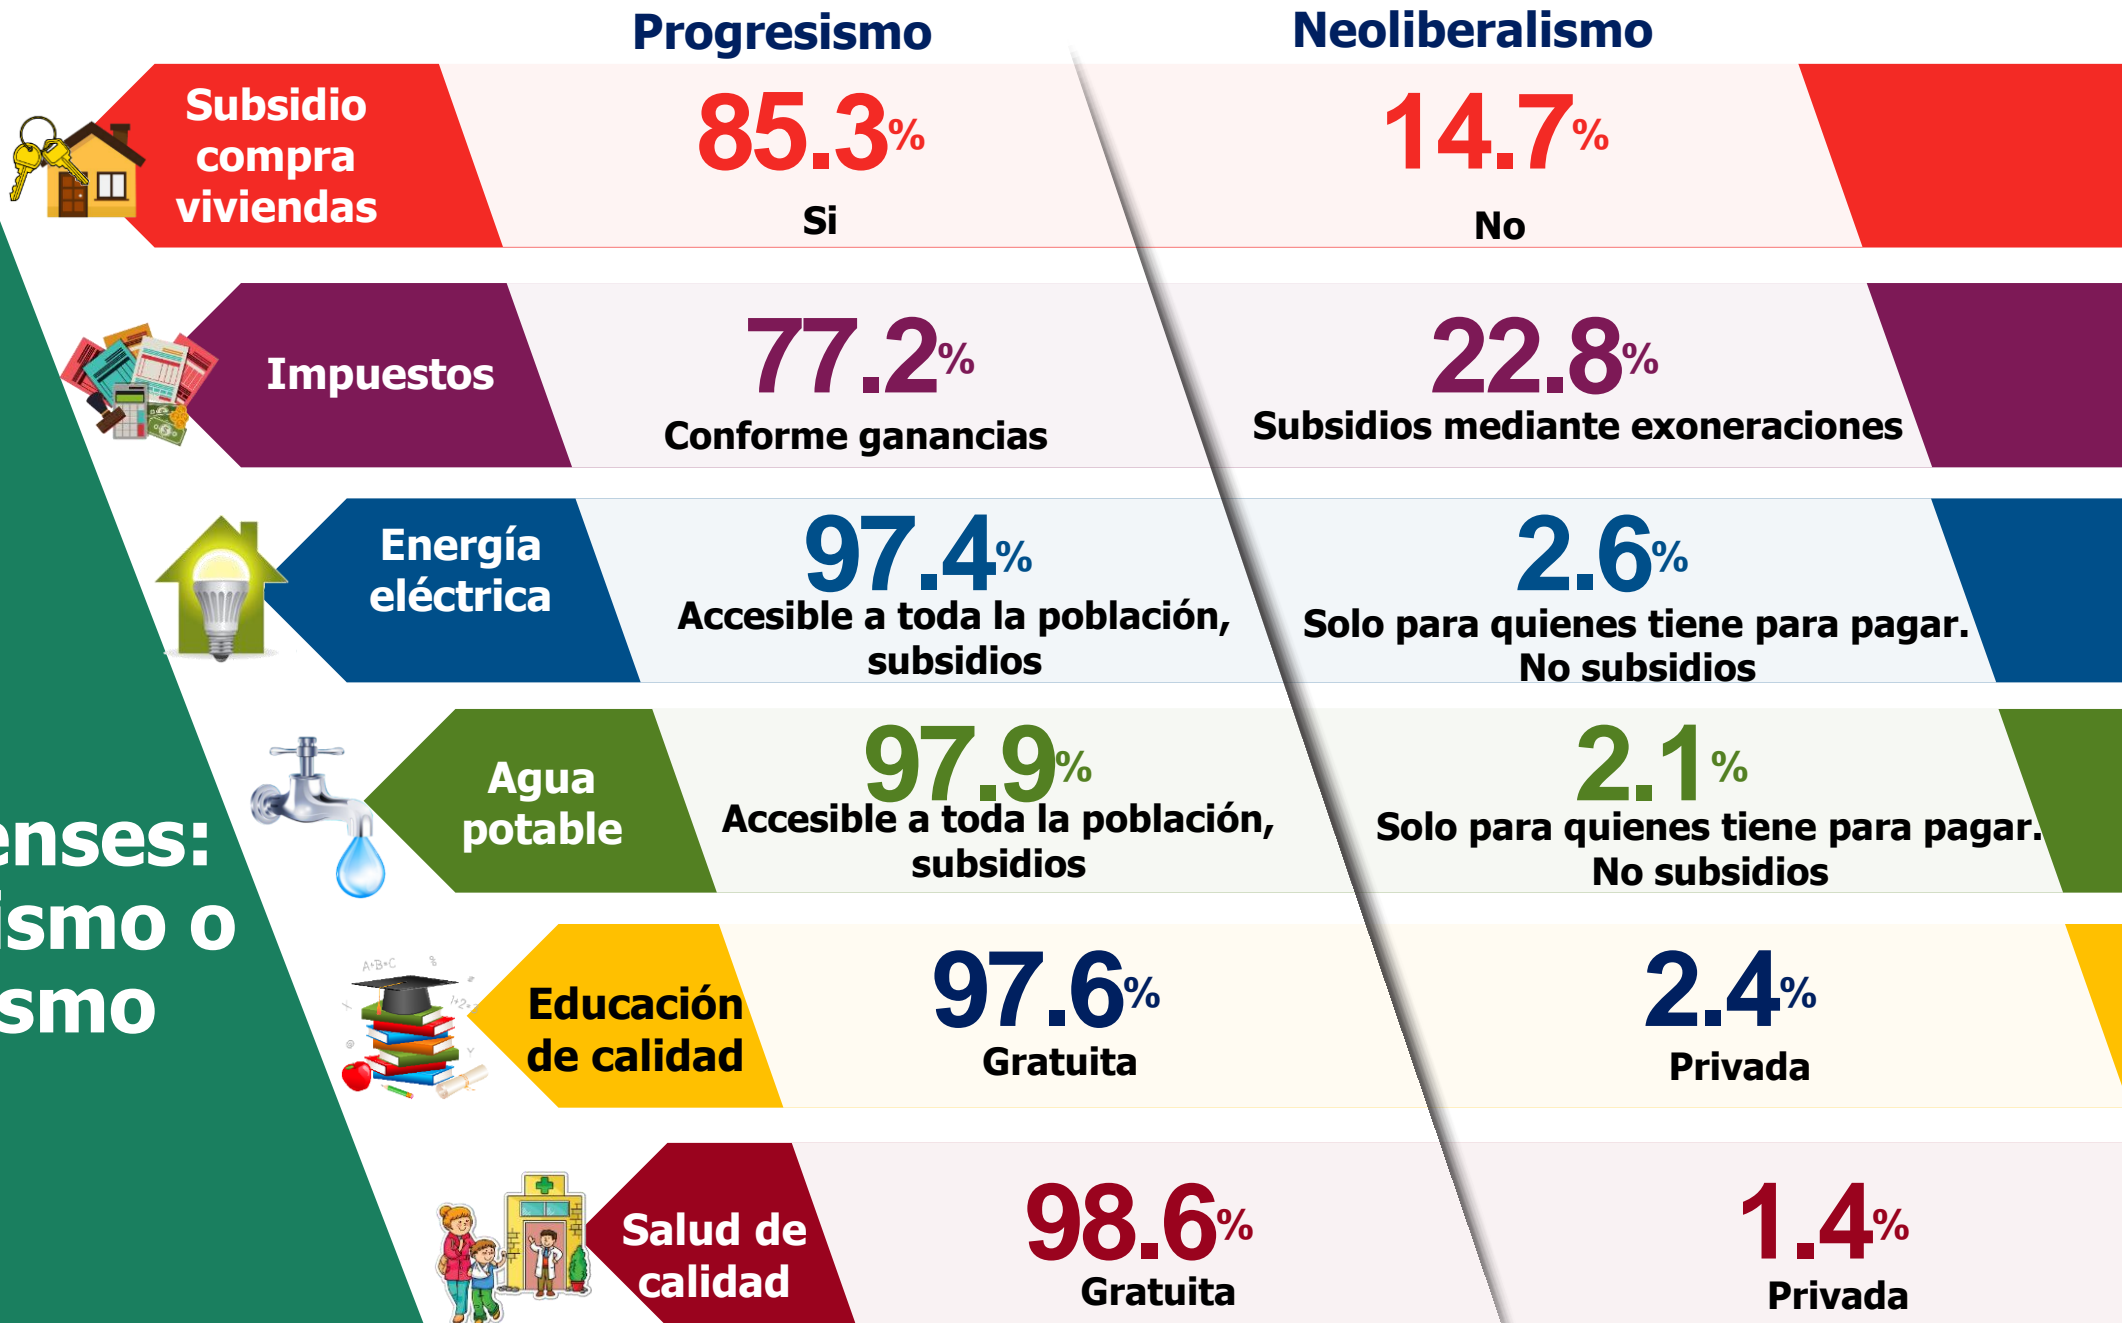 Progresismo
Neoliberalismo
Subsidio
compra
viviendas
85.3%
Si
14.7%
No
Impuestos
77.2%
Conforme ganancias
22.8%
Subsidios mediante exoneraciones
Energía
eléctrica
97.4%
Accesible a toda la población,
subsidios
2.6%
Solo para quienes tiene para pagar.
No subsidios
Agua
potable
97.9%
Accesible a toda la población,
subsidios
2.1%
Solo para quienes tiene para pagar.
No subsidios
enses:
ismo o
smo
Educación
de calidad
97.6%
Gratuita
2.4%
Privada
Salud de
calidad
98.6%
Gratuita
1.4%
Privada
A+B=C